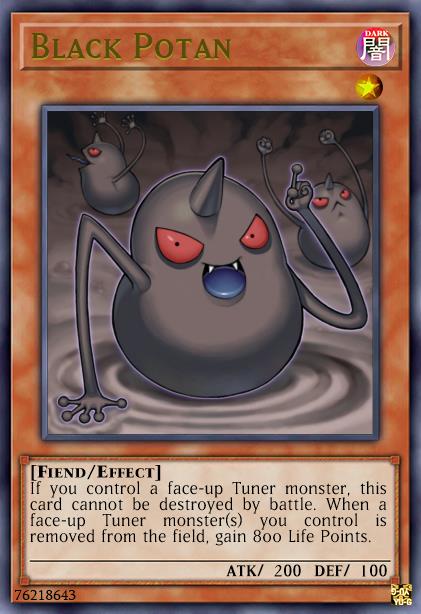 Black Potan
DARK
闇
[Fiend/Effect]
If you control a face-up Tuner monster, this
card cannot be destroyed by battle. When a
face-up Tuner monster(s) you control is
removed from the field, gain 800 Life Points.
ATK/ 200 DEF/ 100
76218643